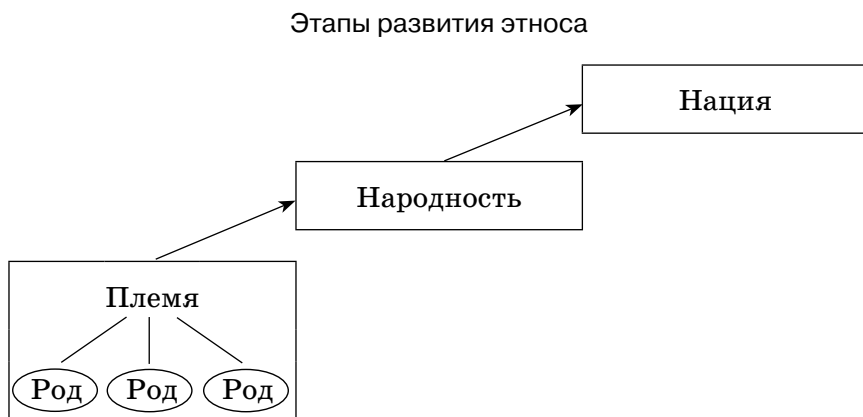 Этапы развития этноса
Нация
Народность
Племя
Род Род Род